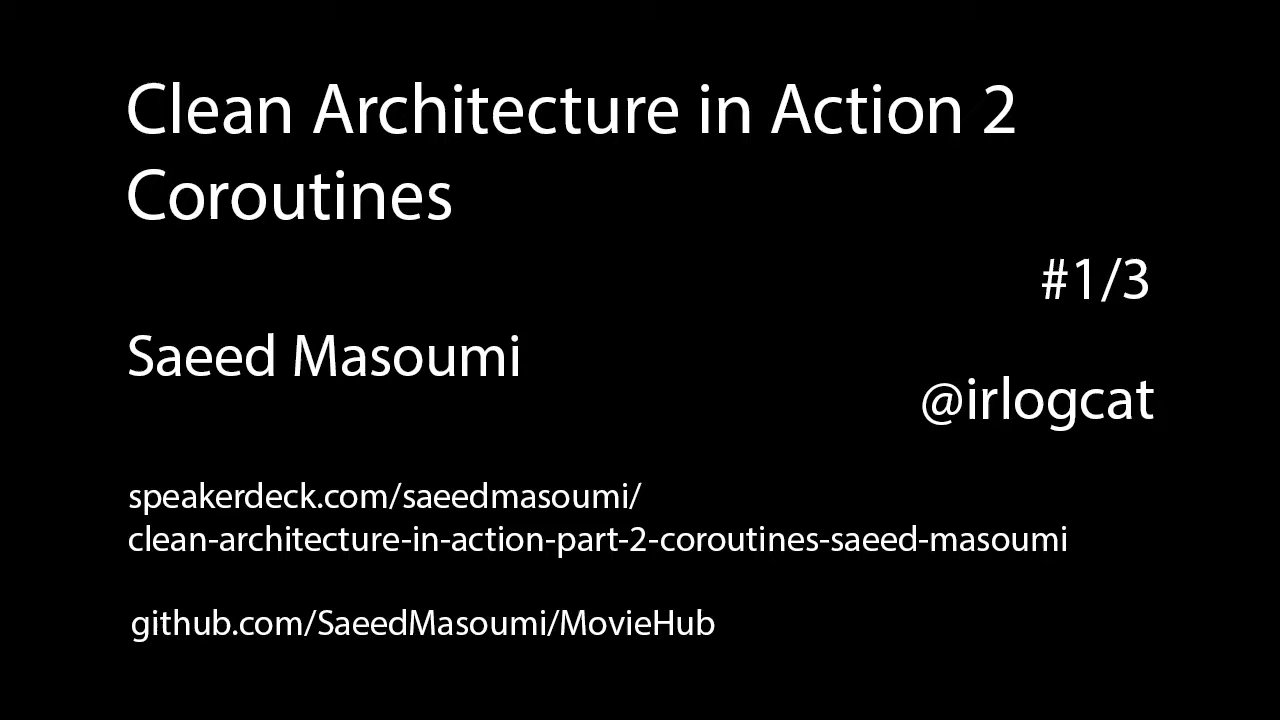 Clean Architecture in Action 2
Coroutines
#1/3
Saeed Masoumi
@irlogcat
speakerdeck.com/saeedmasoumi/
clean-architecture-in-action-part-2-coroutines-saeed-masoumi
github.com/SaeedMasoumi/MovieHub